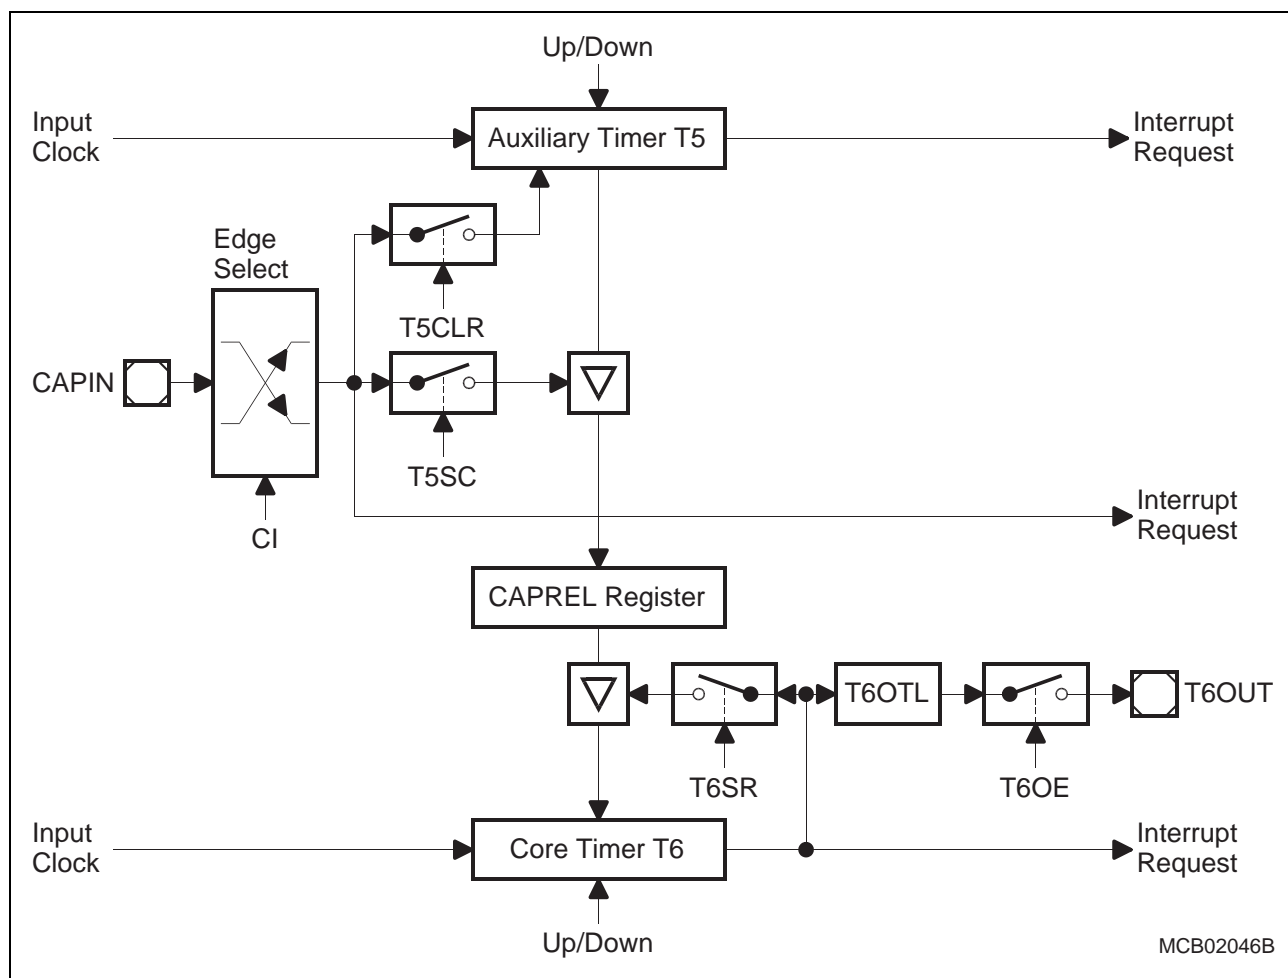 Up/Down
Input
Clock
Auxiliary Timer T5
Interrupt
Request
Edge
Select
T5CLR
CAPIN
T5SC
CI
Interrupt
Request
CAPREL Register
T6OTL
T6OUT
T6SR
T6OE
Input
Clock
Core Timer T6
Interrupt
Request
Up/Down
MCB02046B